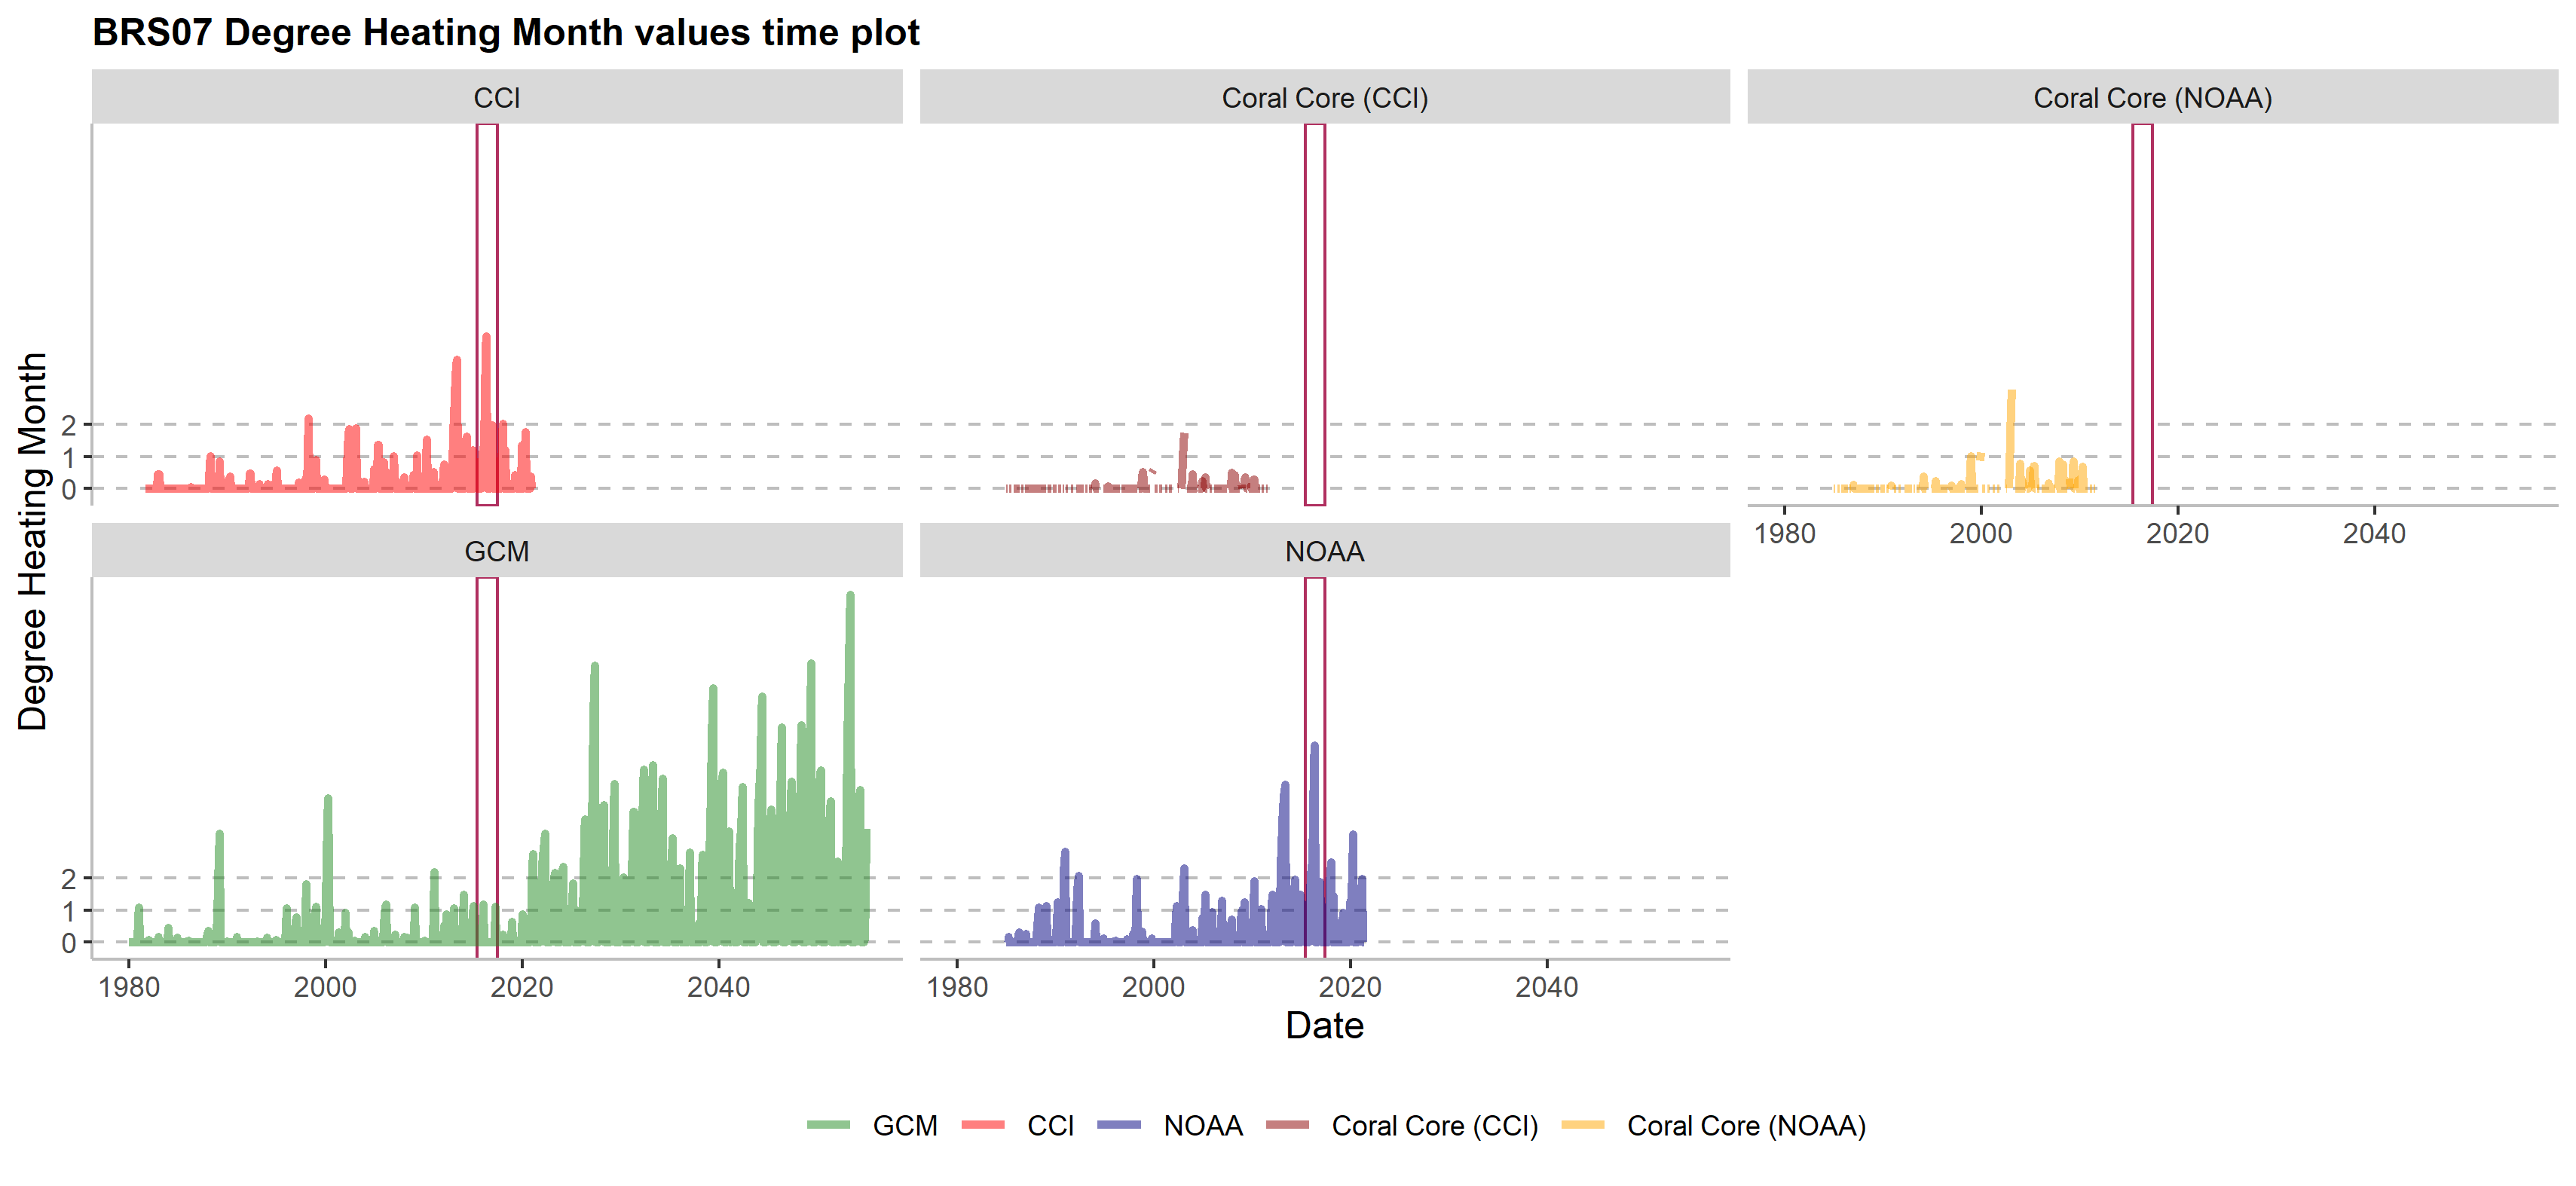 BRS07 Degree Heating Month values time plot
CCI
Coral Core (CCI)
Coral Core (NOAA)
Degree Heating Month
2
1
0
1980 2000 2020 2040
GCM
NOAA
2
1
0
1980 2000 2020 2040
1980 2000 2020 2040
Date
GCM CCI NOAA Coral Core (CCI) Coral Core (NOAA)